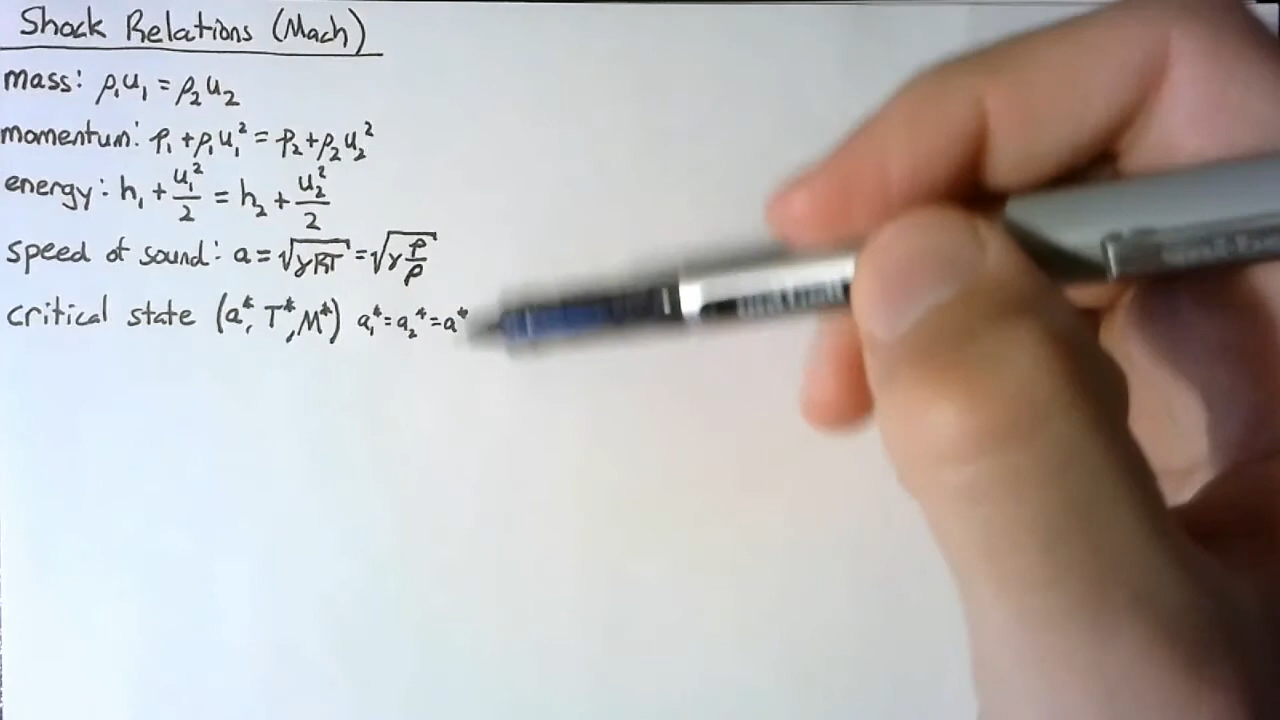 Shock Relations (Mach)
mass: ρ₁u₁ = ρ₂u₂
momentum: p₁ + ρ₁u₁² = p₂ + ρ₂u₂²
energy: h₁ + u₁²/2 = h₂ + u₂²/2
speed of sound: a = √(γRT) = √(γ p/ρ)
critical state (a*, T*, M*) a₁* = a₂* = a*